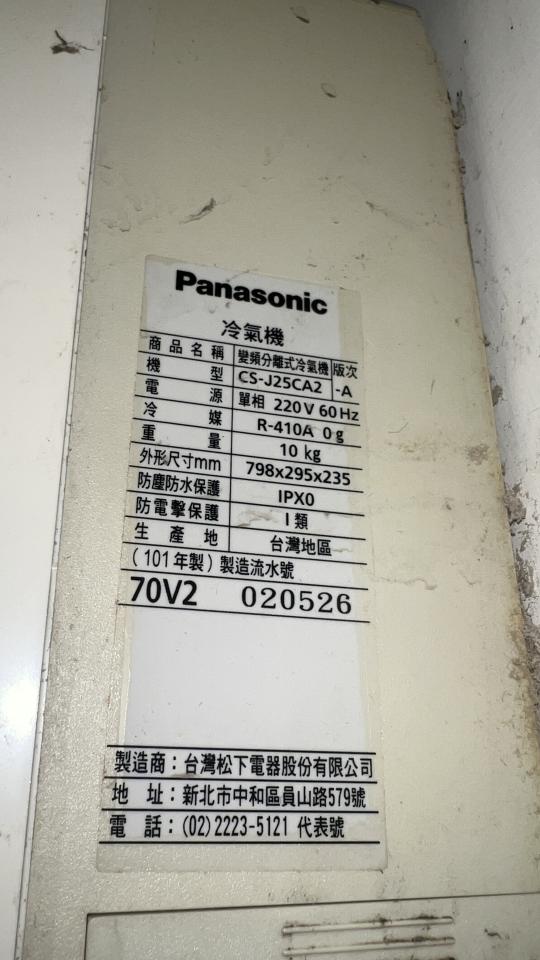 Panasonic
冷氣機
商品名稱 變頻分離式冷氣機 版次
機型 CS-J25CA2 -A
電源 單相 220V 60Hz
冷媒 R-410A 0g
重量 10 kg
外形尺寸mm 798x295x235
防塵防水保護 IPX0
防電擊保護 I類
生產地 台灣地區
(101年製)製造流水號
70V2 020526
製造商:台灣松下電器股份有限公司
地址:新北市中和區員山路579號
電話:(02)2223-5121 代表號